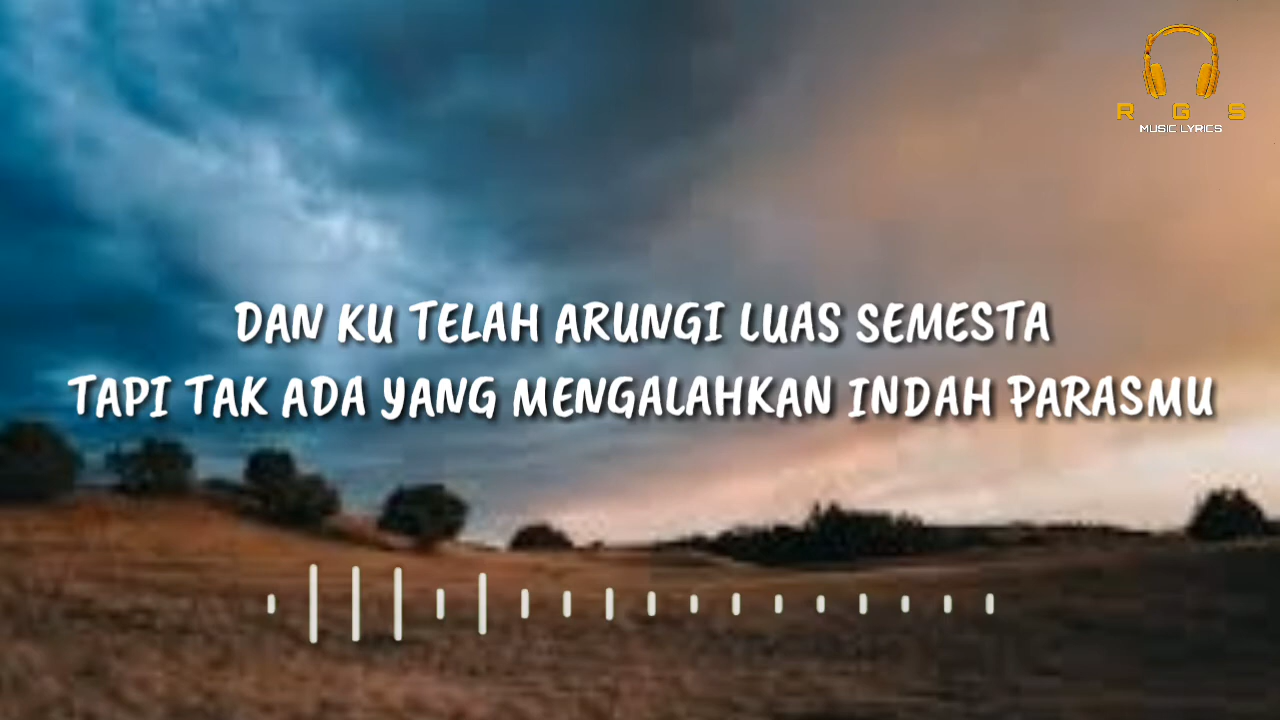 R G S
MUSIC LYRICS
DAN KU TELAH ARUNGI LUAS SEMESTA
TAPI TAK ADA YANG MENGALAHKAN INDAH PARASMU